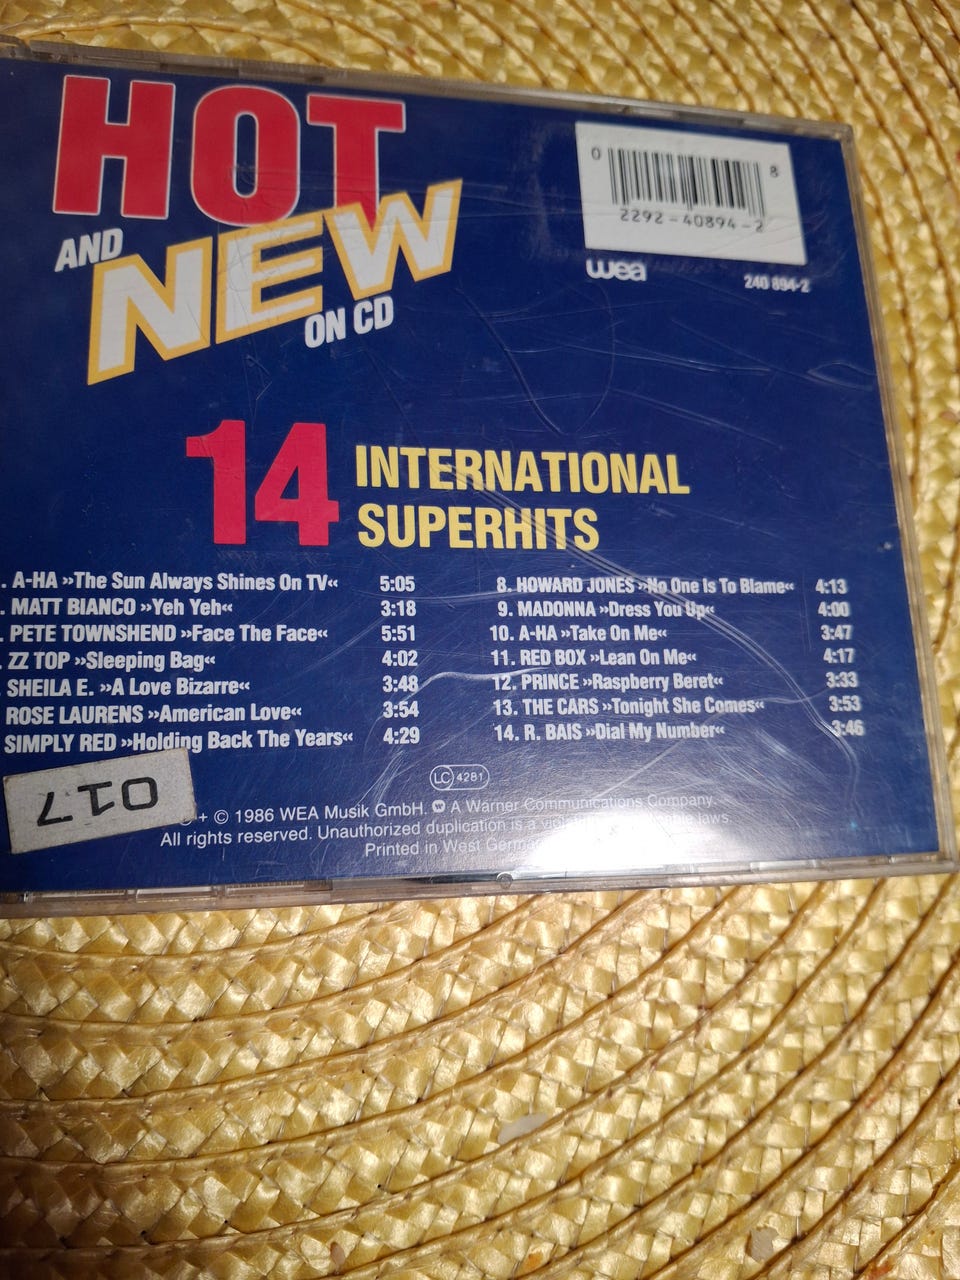 HOT
AND
NEW
ON CD
0 8
2292-40894-2
wea
240 894-2
14 INTERNATIONAL
SUPERHITS
. A-HA »The Sun Always Shines On TV« 5:05
. MATT BIANCO »Yeh Yeh« 3:18
. PETE TOWNSHEND »Face The Face« 5:51
. ZZ TOP »Sleeping Bag« 4:02
SHEILA E. »A Love Bizarre« 3:48
ROSE LAURENS »American Love« 3:54
SIMPLY RED »Holding Back The Years« 4:29
8. HOWARD JONES »No One Is To Blame« 4:13
9. MADONNA »Dress You Up« 4:00
10. A-HA »Take On Me« 3:47
11. RED BOX »Lean On Me« 4:17
12. PRINCE »Raspberry Beret« 3:33
13. THE CARS »Tonight She Comes« 3:53
14. R. BAIS »Dial My Number« 3:46
LC 4281
017
℗ + © 1986 WEA Musik GmbH. A Warner Communications Company.
All rights reserved. Unauthorized duplication is a laws.
Printed in West